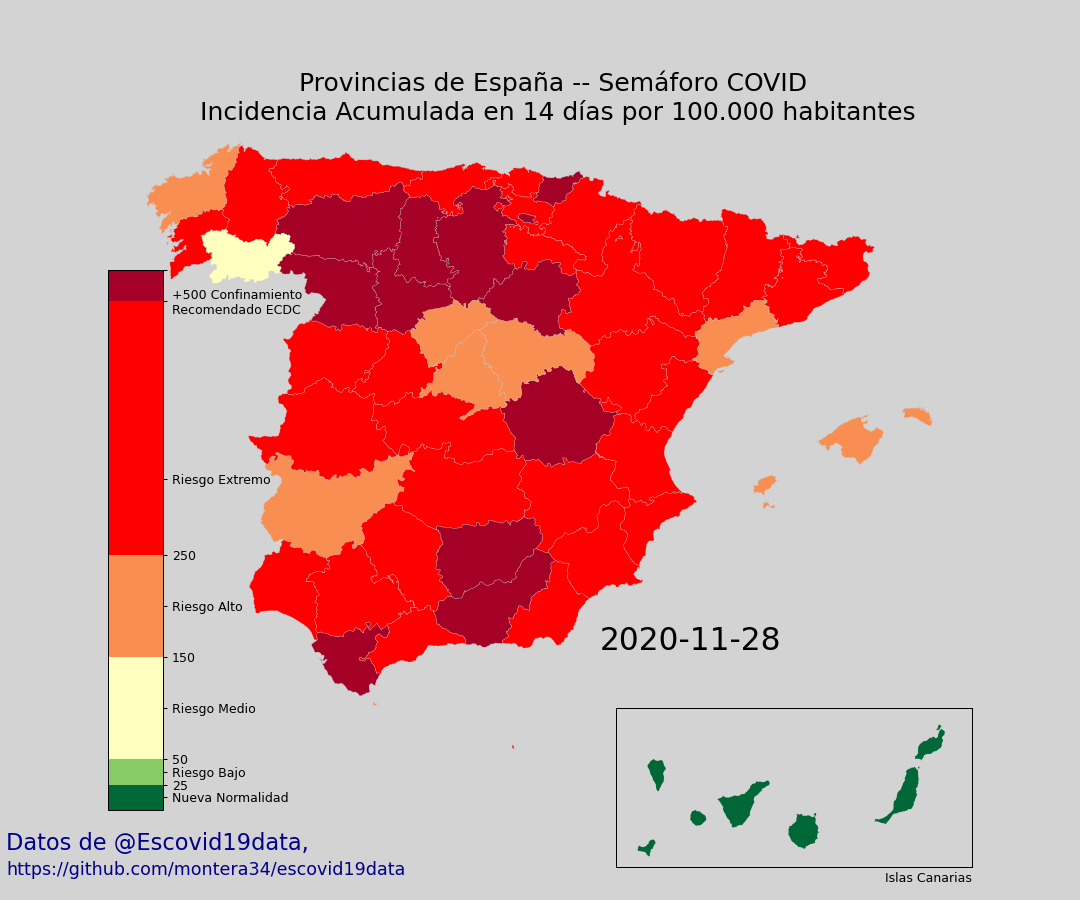 Provincias de España -- Semáforo COVID
Incidencia Acumulada en 14 días por 100.000 habitantes
+500 Confinamiento
Recomendado ECDC
Riesgo Extremo
250
Riesgo Alto
150
Riesgo Medio
50
Riesgo Bajo
25
Nueva Normalidad
2020-11-28
Datos de @Escovid19data,
https://github.com/montera34/escovid19data
Islas Canarias